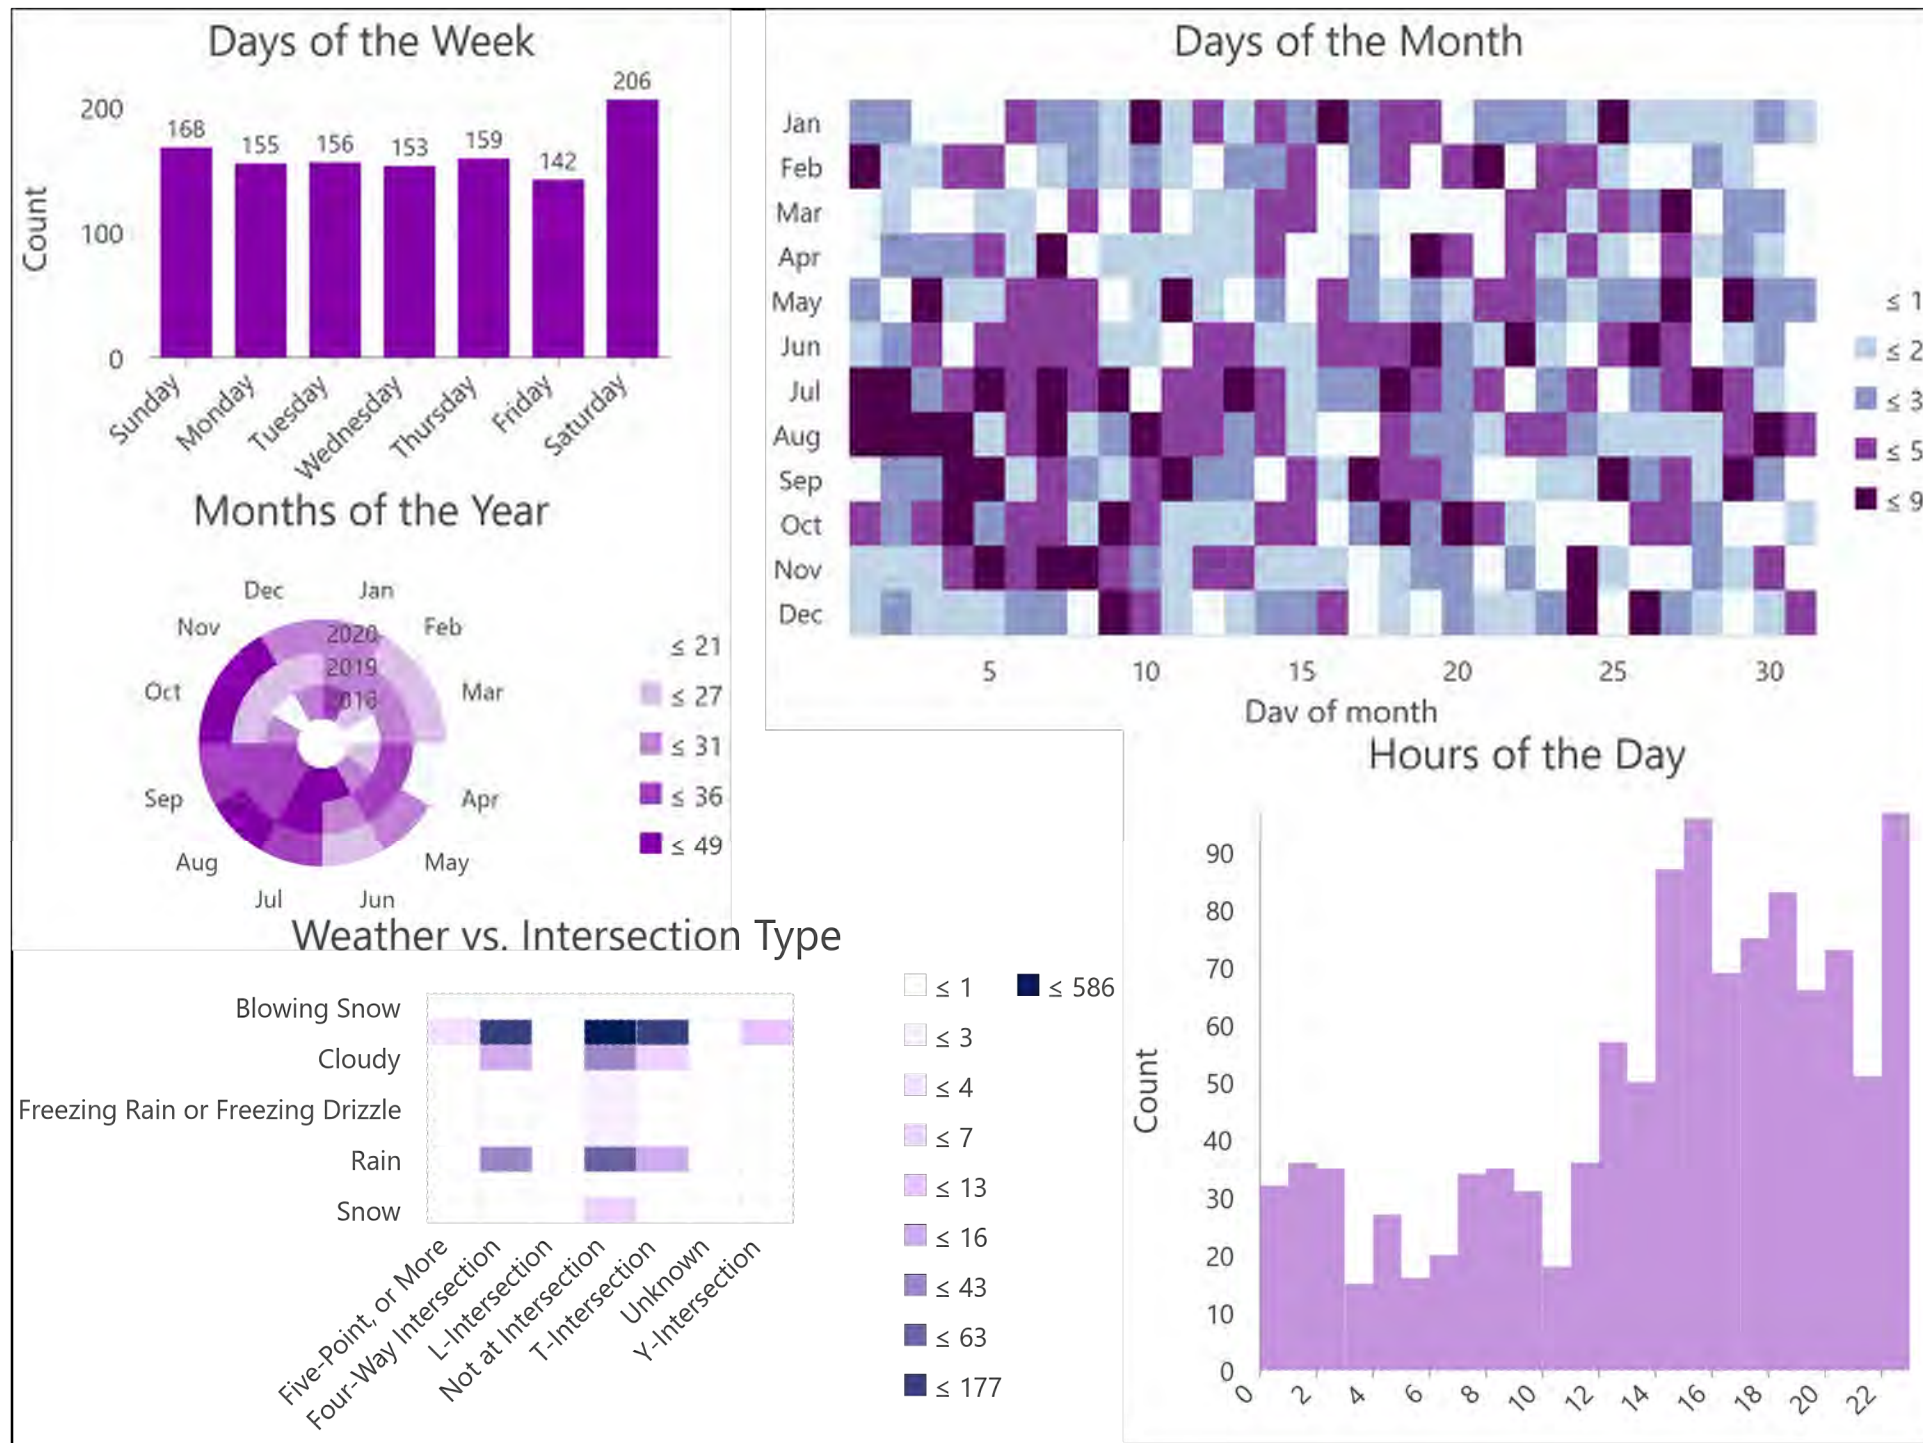 Days of the Week
206
200
168
155
156
153
159
142
100
0
Count
Sunday
Monday
Tuesday
Wednesday
Thursday
Friday
Saturday
Months of the Year
Dec
Jan
Nov
Feb
Oct
Mar
Sep
Apr
Aug
May
Jul
Jun
2020
2019
≤ 21
≤ 27
≤ 31
≤ 36
≤ 49
Days of the Month
Jan
Feb
Mar
Apr
May
Jun
Jul
Aug
Sep
Oct
Nov
Dec
5
10
15
20
25
30
Dav of month
≤ 1
≤ 2
≤ 3
≤ 5
≤ 9
Weather vs. Intersection Type
Blowing Snow
Cloudy
Freezing Rain or Freezing Drizzle
Rain
Snow
Five-Point, or More
Four-Way Intersection
L-Intersection
Not at Intersection
T-Intersection
Unknown
Y-Intersection
≤ 1
≤ 3
≤ 4
≤ 7
≤ 13
≤ 16
≤ 43
≤ 63
≤ 177
≤ 586
Hours of the Day
90
80
70
60
50
40
30
20
10
0
Count
0
2
4
6
8
10
12
14
16
18
20
22